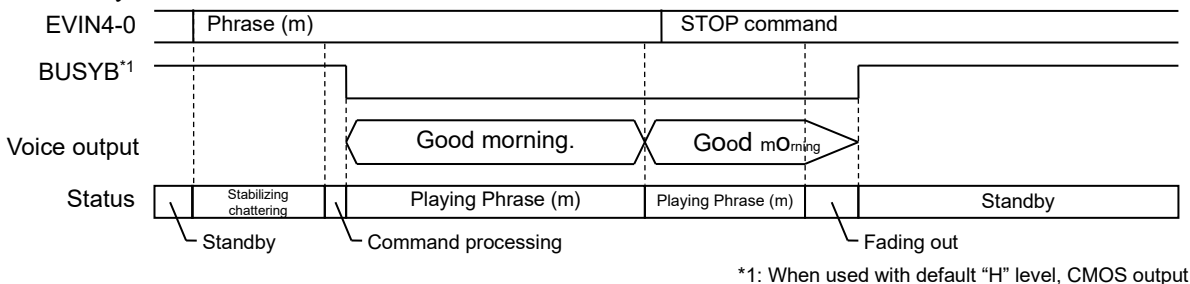 EVIN4-0 Phrase (m) STOP command
BUSYB*1
Voice output Good morning. Good morning
Status Stabilizing chattering Playing Phrase (m) Playing Phrase (m) Standby
Standby Command processing Fading out
*1: When used with default “H” level, CMOS output